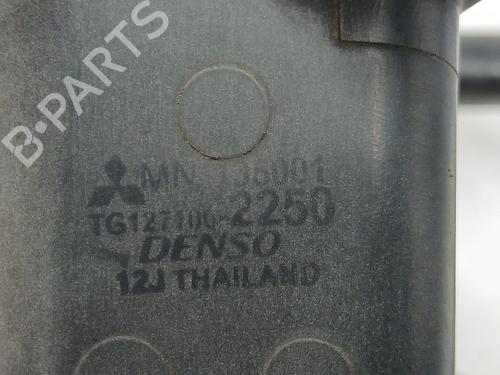 B-PARTS
TG127100-2250
DENSO
12J THAILAND